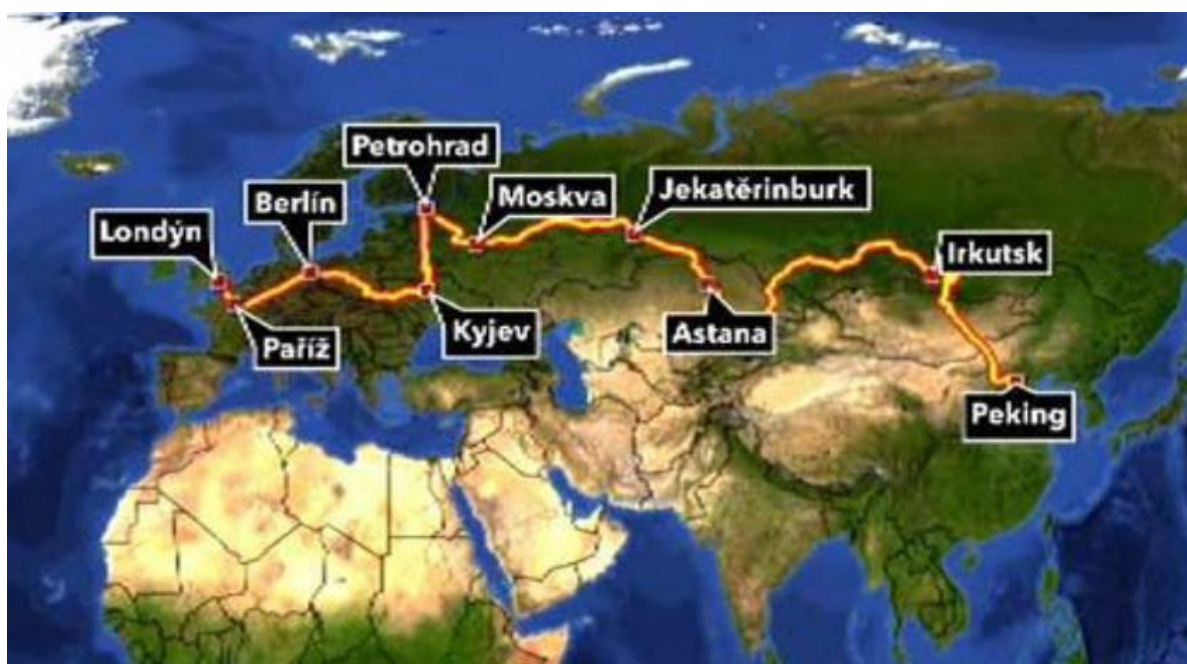 Petrohrad
Moskva
Jekatěrinburk
Berlín
Londýn
Irkutsk
Paříž
Kyjev
Astana
Peking